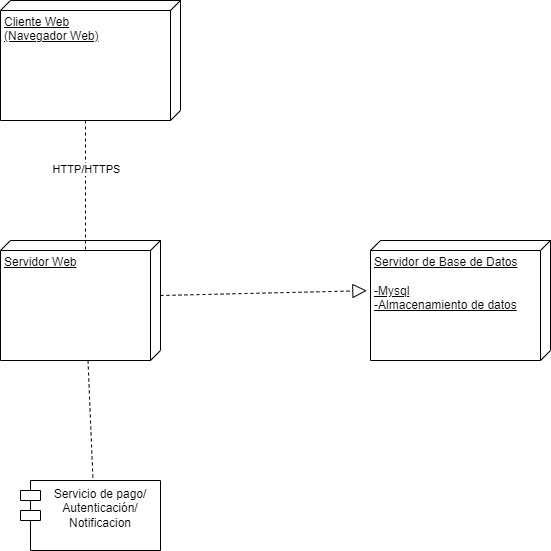 Cliente Web
(Navegador Web)
HTTP/HTTPS
Servidor Web
Servidor de Base de Datos
-Mysql
-Almacenamiento de datos
Servicio de pago/
Autenticación/
Notificacion